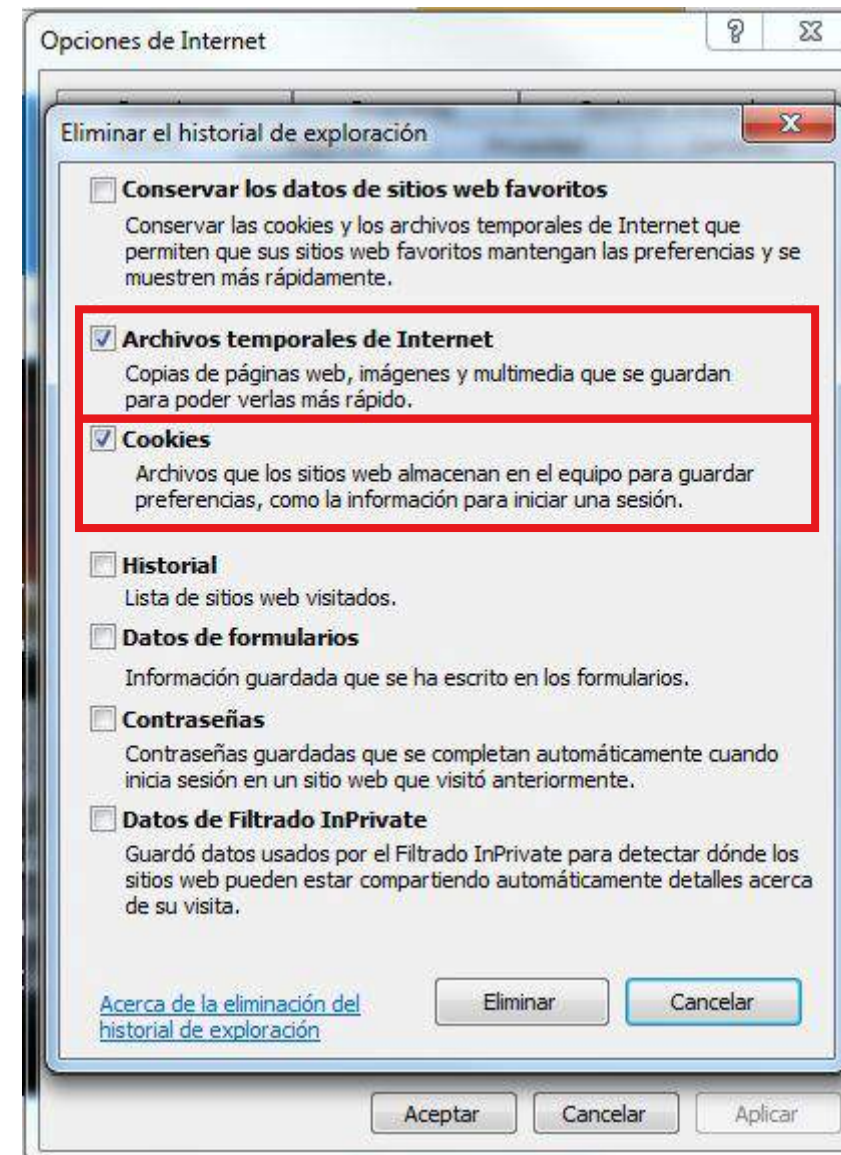 Opciones de Internet
Eliminar el historial de exploración
Conservar los datos de sitios web favoritos
Conservar las cookies y los archivos temporales de Internet que
permiten que sus sitios web favoritos mantengan las preferencias y se
muestren más rápidamente.
Archivos temporales de Internet
Copias de páginas web, imágenes y multimedia que se guardan
para poder verlas más rápido.
Cookies
Archivos que los sitios web almacenan en el equipo para guardar
preferencias, como la información para iniciar una sesión.
Historial
Lista de sitios web visitados.
Datos de formularios
Información guardada que se ha escrito en los formularios.
Contraseñas
Contraseñas guardadas que se completan automáticamente cuando
inicia sesión en un sitio web que visitó anteriormente.
Datos de Filtrado InPrivate
Guardó datos usados por el Filtrado InPrivate para detectar dónde los
sitios web pueden estar compartiendo automáticamente detalles acerca
de su visita.
Acerca de la eliminación del
historial de exploración
Eliminar Cancelar
Aceptar Cancelar Aplicar